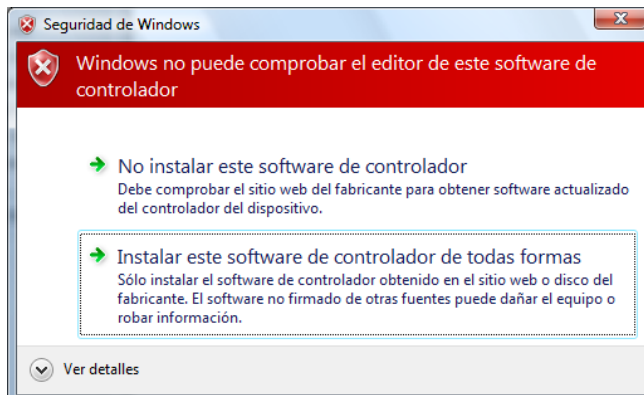 Seguridad de Windows
Windows no puede comprobar el editor de este software de
controlador
No instalar este software de controlador
Debe comprobar el sitio web del fabricante para obtener software actualizado
del controlador del dispositivo.
Instalar este software de controlador de todas formas
Sólo instalar el software de controlador obtenido en el sitio web o disco del
fabricante. El software no firmado de otras fuentes puede dañar el equipo o
robar información.
Ver detalles